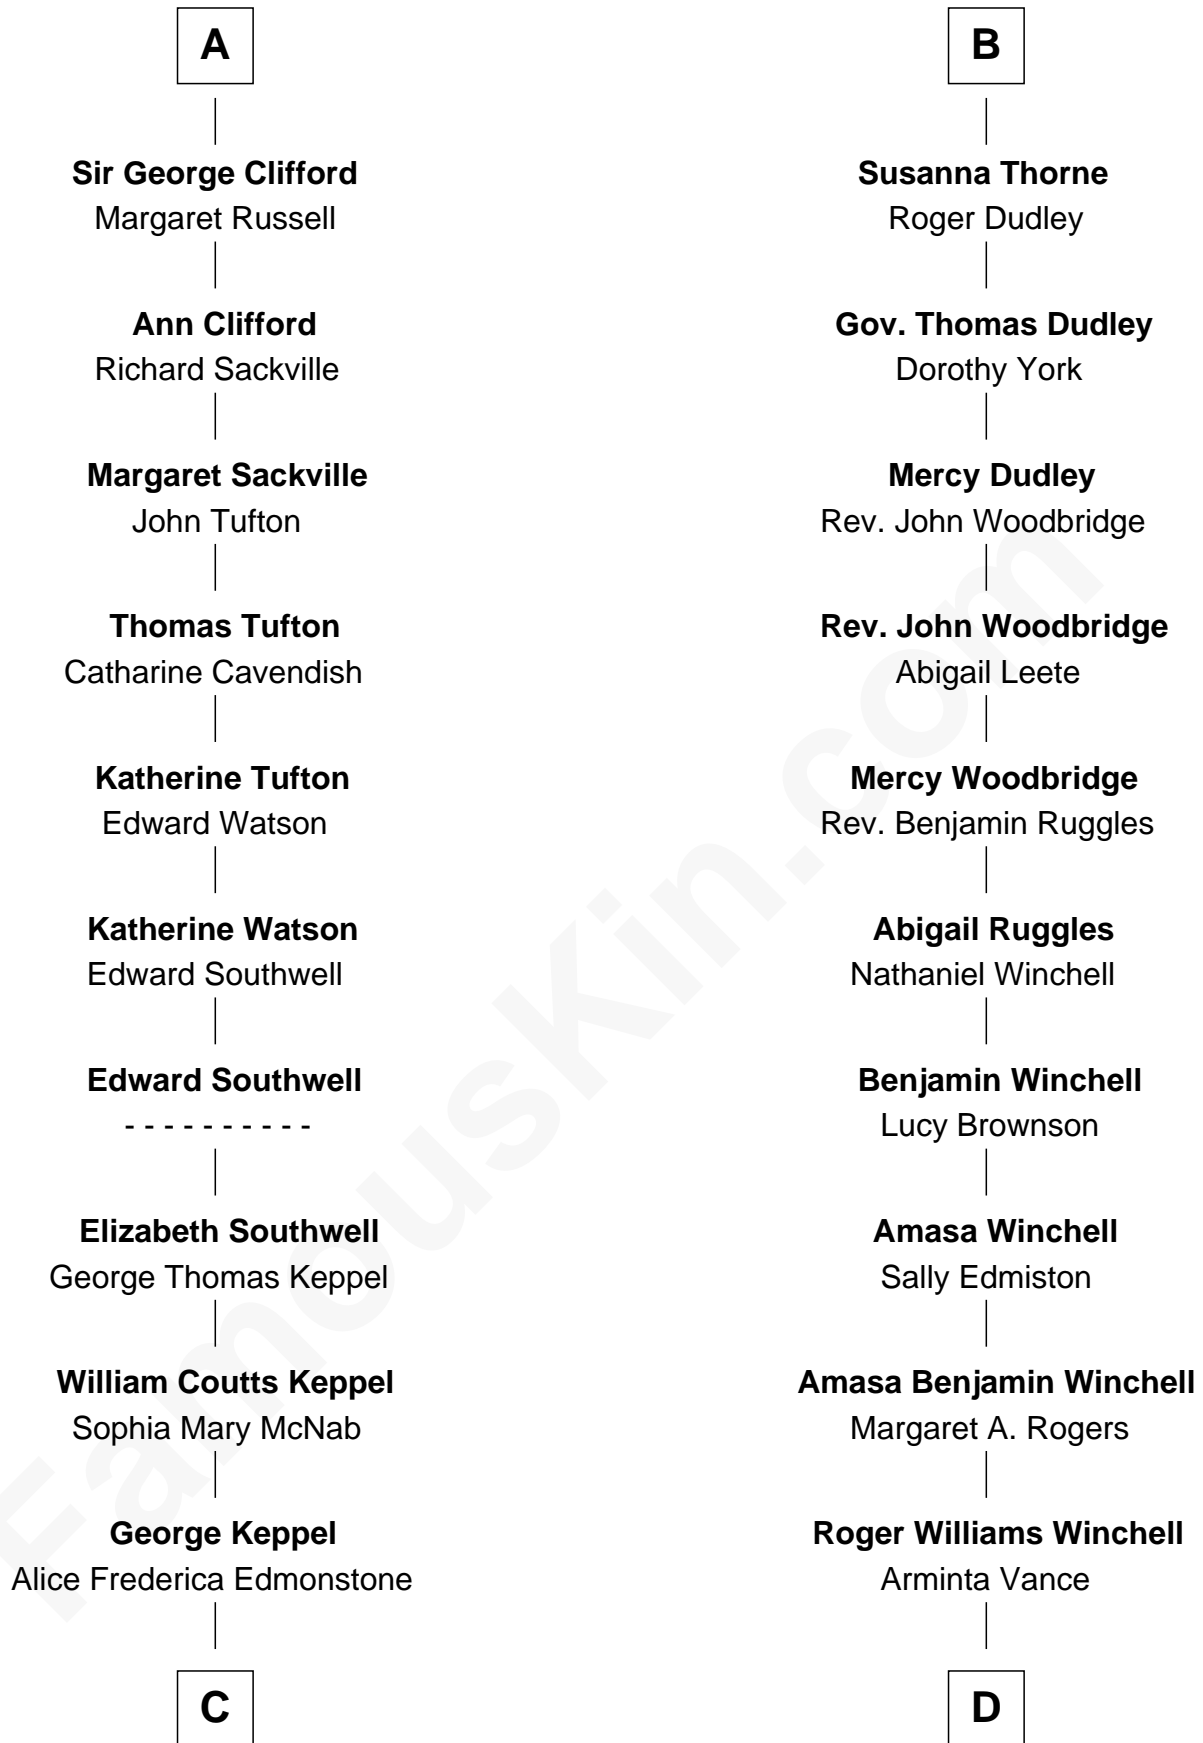 A
Sir George Clifford
Margaret Russell
Ann Clifford
Richard Sackville
Margaret Sackville
John Tufton
Thomas Tufton
Catharine Cavendish
Katherine Tufton
Edward Watson
Katherine Watson
Edward Southwell
Edward Southwell
- - - - - - - - - -
Elizabeth Southwell
George Thomas Keppel
William Coutts Keppel
Sophia Mary McNab
George Keppel
Alice Frederica Edmonstone
C
B
Susanna Thorne
Roger Dudley
Gov. Thomas Dudley
Dorothy York
Mercy Dudley
Rev. John Woodbridge
Rev. John Woodbridge
Abigail Leete
Mercy Woodbridge
Rev. Benjamin Ruggles
Abigail Ruggles
Nathaniel Winchell
Benjamin Winchell
Lucy Brownson
Amasa Winchell
Sally Edmiston
Amasa Benjamin Winchell
Margaret A. Rogers
Roger Williams Winchell
Arminta Vance
D
FamousKin.com